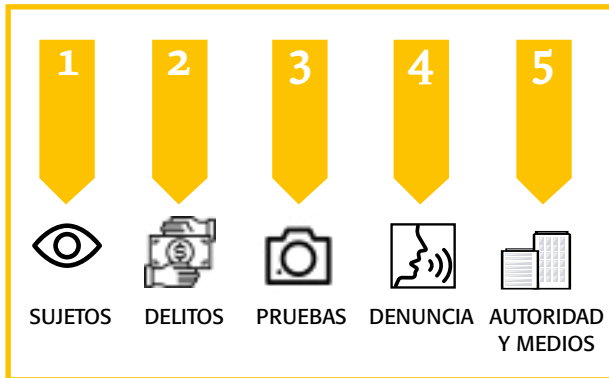 1 2 3 4 5
SUJETOS DELITOS PRUEBAS DENUNCIA AUTORIDAD
Y MEDIOS